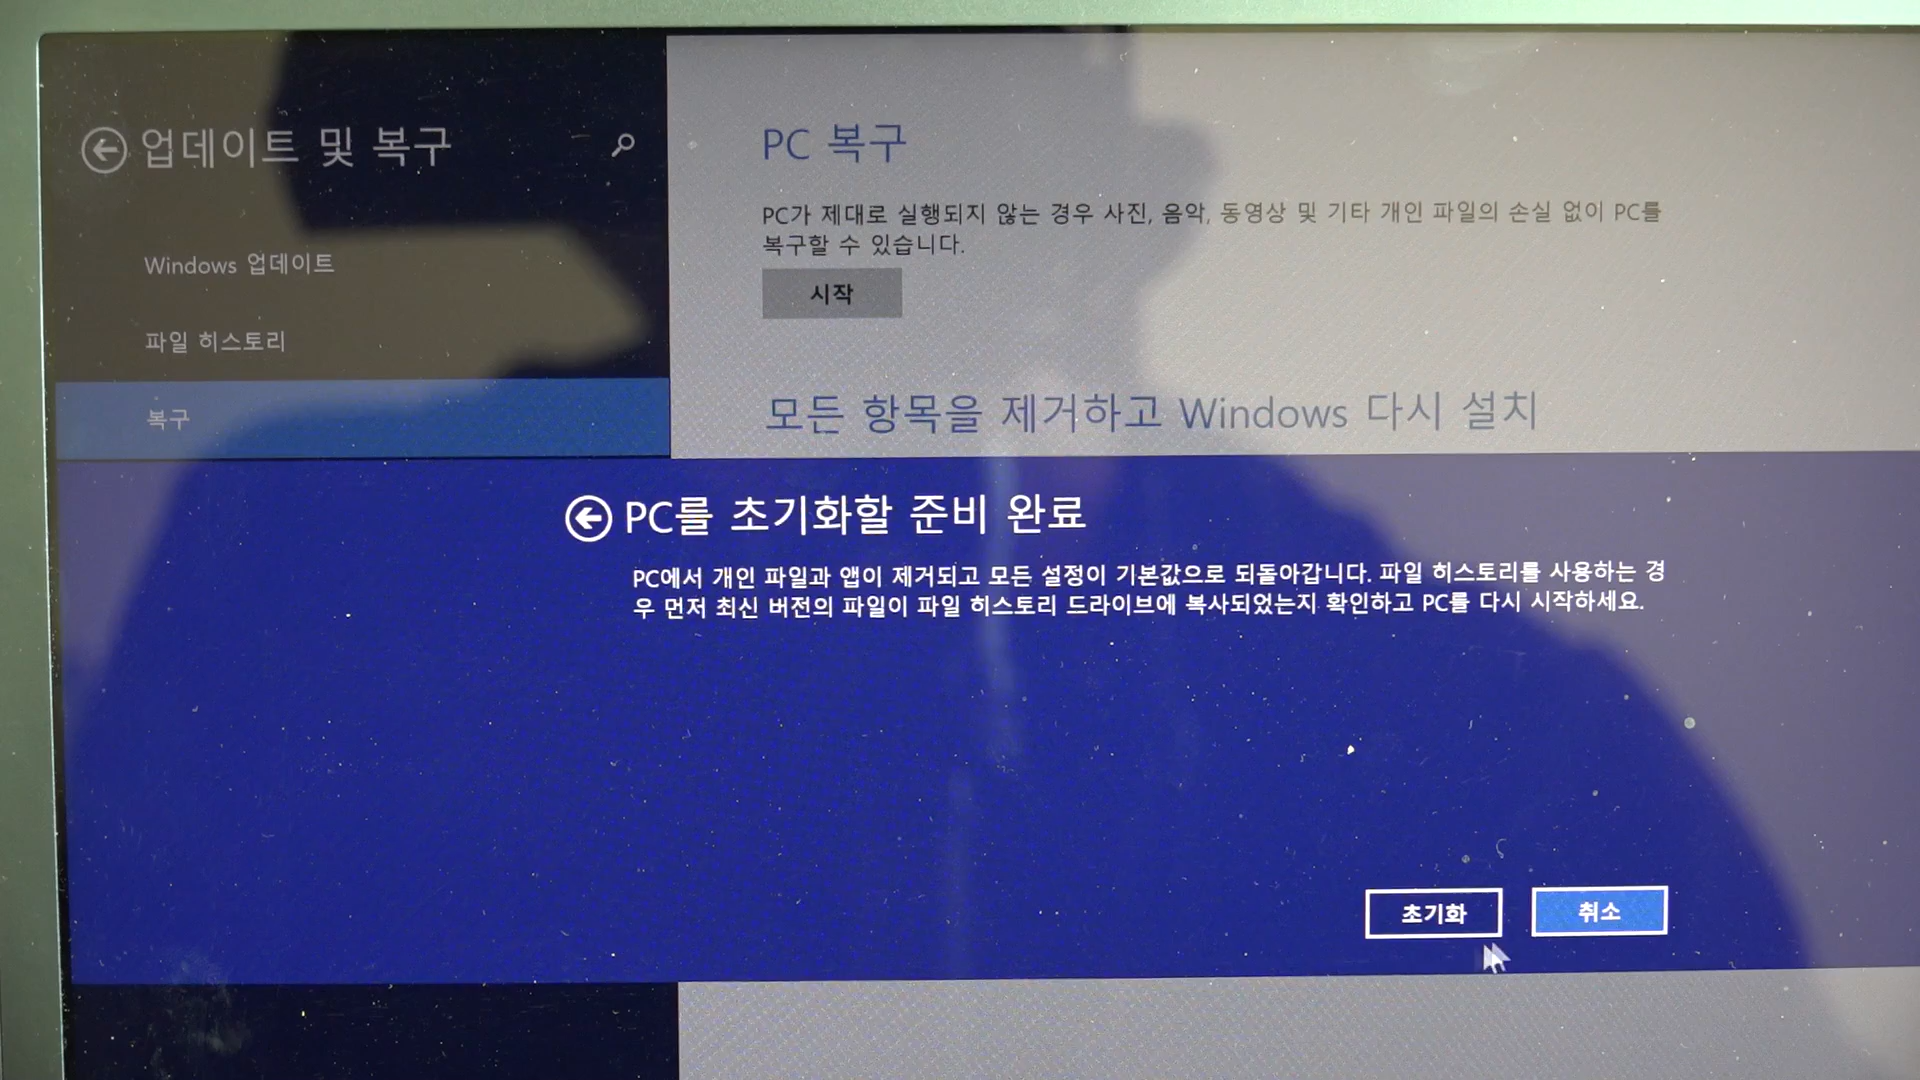 업데이트 및 복구
Windows 업데이트
파일 히스토리
복구
PC 복구
PC가 제대로 실행되지 않는 경우 사진, 음악, 동영상 및 기타 개인 파일의 손실 없이 PC를
복구할 수 있습니다.
시작
모든 항목을 제거하고 Windows 다시 설치
PC를 초기화할 준비 완료
PC에서 개인 파일과 앱이 제거되고 모든 설정이 기본값으로 되돌아갑니다. 파일 히스토리를 사용하는 경
우 먼저 최신 버전의 파일이 파일 히스토리 드라이브에 복사되었는지 확인하고 PC를 다시 시작하세요.
초기화
취소